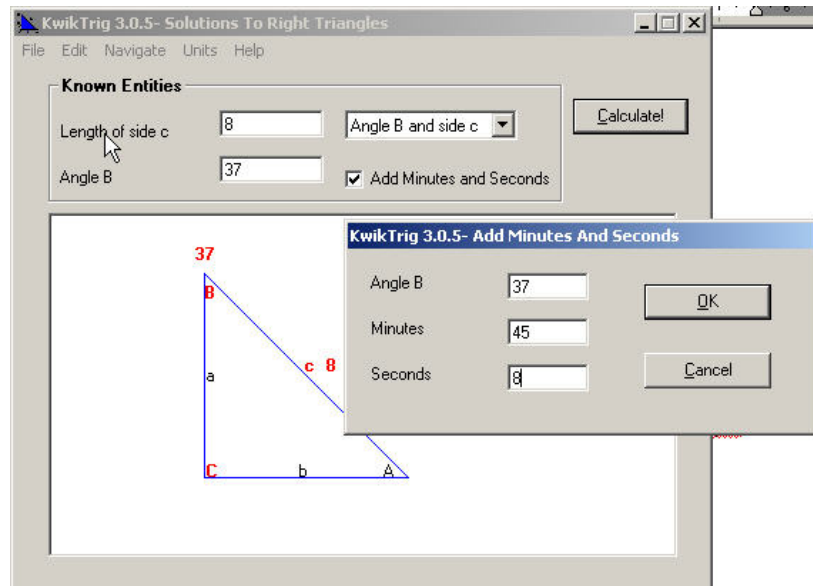 KwikTrig 3.0.5- Solutions To Right Triangles
File Edit Navigate Units Help
Known Entities
Length of side c 8 Angle B and side c Calculate!
Angle B 37 Add Minutes and Seconds
KwikTrig 3.0.5- Add Minutes And Seconds
Angle B 37 OK
Minutes 45
Seconds 8 Cancel
37
B
a c 8
C b A